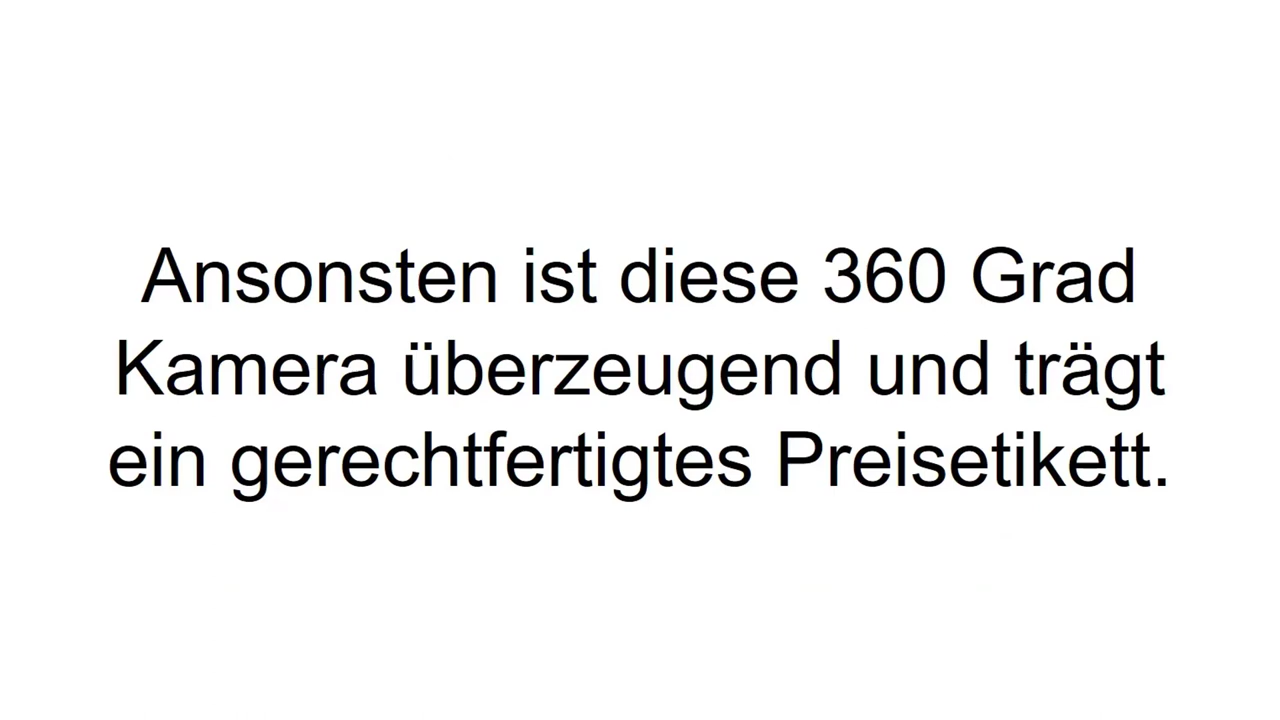 Ansonsten ist diese 360 Grad
Kamera überzeugend und trägt
ein gerechtfertigtes Preisetikett.